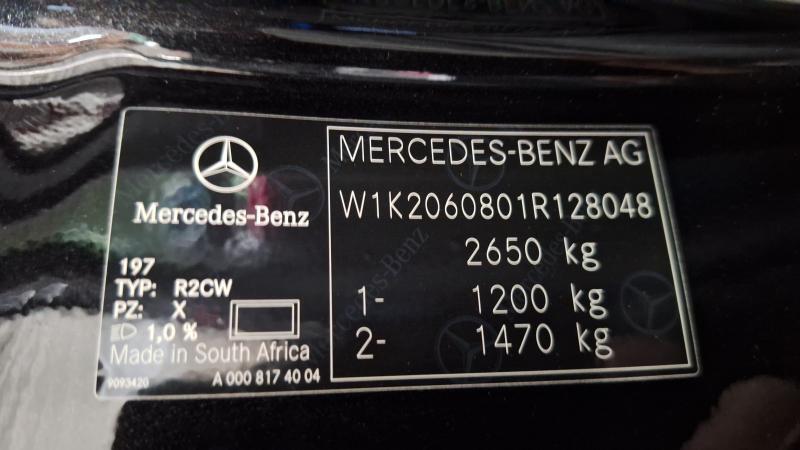 Mercedes-Benz
197
TYP: R2CW
PZ: X
1,0 %
Made in South Africa
9093420
A 000 817 40 04
MERCEDES-BENZ AG
W1K2060801R128048
2650 kg
1- 1200 kg
2- 1470 kg